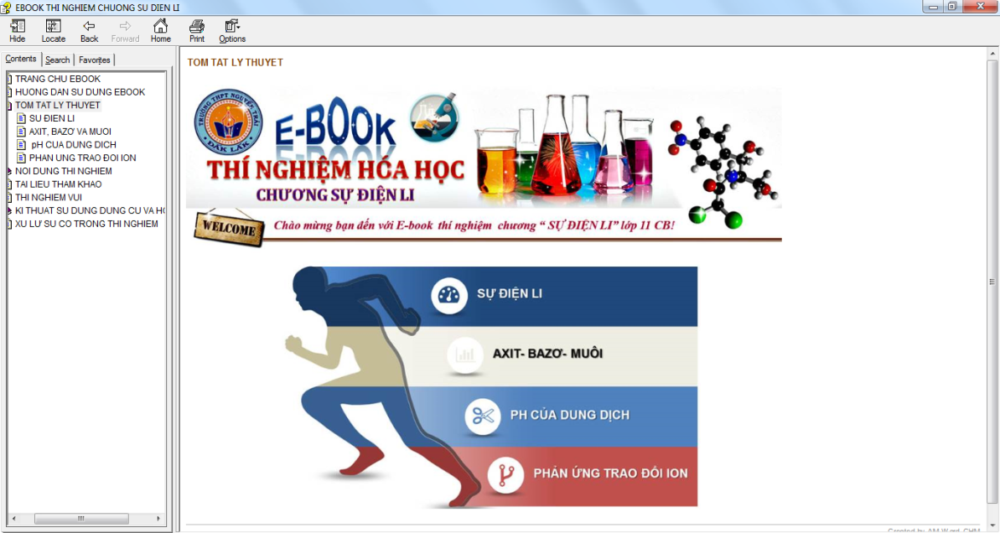 EBOOK THI NGHIEM CHUONG SU DIEN LI
Hide Locate Back Forward Home Print Options
Contents Search Favorites
TRANG CHU EBOOK
HUONG DAN SU DUNG EBOOK
TOM TAT LY THUYET
SU ĐIEN LI
AXIT, BAZO' VA MUOI
pH CUA DUNG DICH
PHAN UNG TRAO ĐOI ION
NOI DUNG THI NGHIEM
TAI LIEU THAM KHAO
THI NGHIEM VUI
KI THUAT SU DUNG DUNG CU VA HO
XU LU' SU CO TRONG THI NGHIEM
TOM TAT LY THUYET
TRƯỜNG THPT NGUYỄN TRÃI
ĐẮK LẮK
E-BOOK
THÍ NGHIỆM HÓA HỌC
CHƯƠNG SỰ ĐIỆN LI
WELCOME
Chào mừng bạn đến với E-book thí nghiệm chương “ SỰ ĐIỆN LI” lớp 11 CB!
SỰ ĐIỆN LI
AXIT- BAZƠ- MUỐI
PH CỦA DUNG DỊCH
PHẢN ỨNG TRAO ĐỔI ION
Created by AM Word CHM